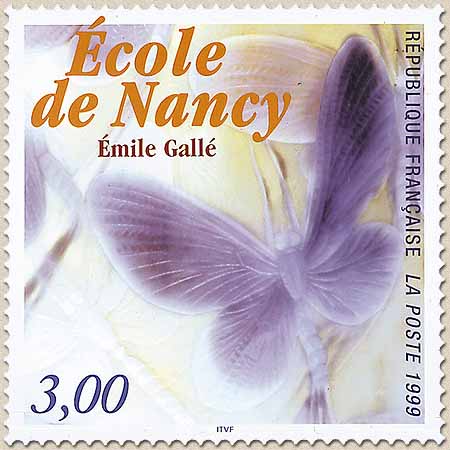 École
de Nancy
Émile Gallé
RÉPUBLIQUE FRANÇAISE LA POSTE 1999
3,00
ITVF